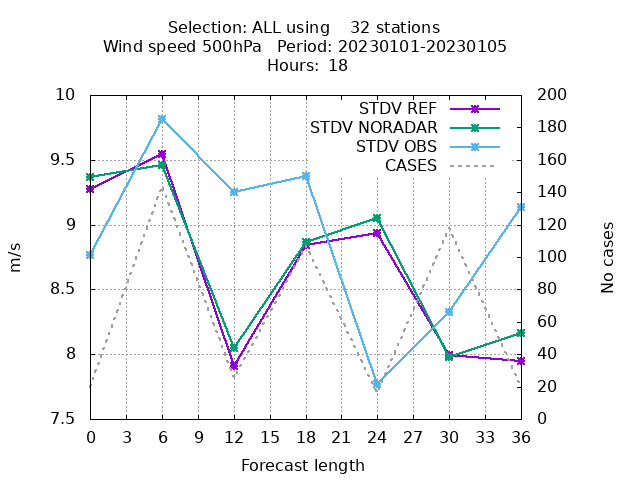 Selection: ALL using    32 stations
Wind speed 500hPa   Period: 20230101-20230105
Hours:  18
STDV REF
STDV NORADAR
STDV OBS
CASES
10
9.5
9
8.5
8
7.5
200
180
160
140
120
100
80
60
40
20
0
m/s
No cases
0 3 6 9 12 15 18 21 24 27 30 33 36
Forecast length